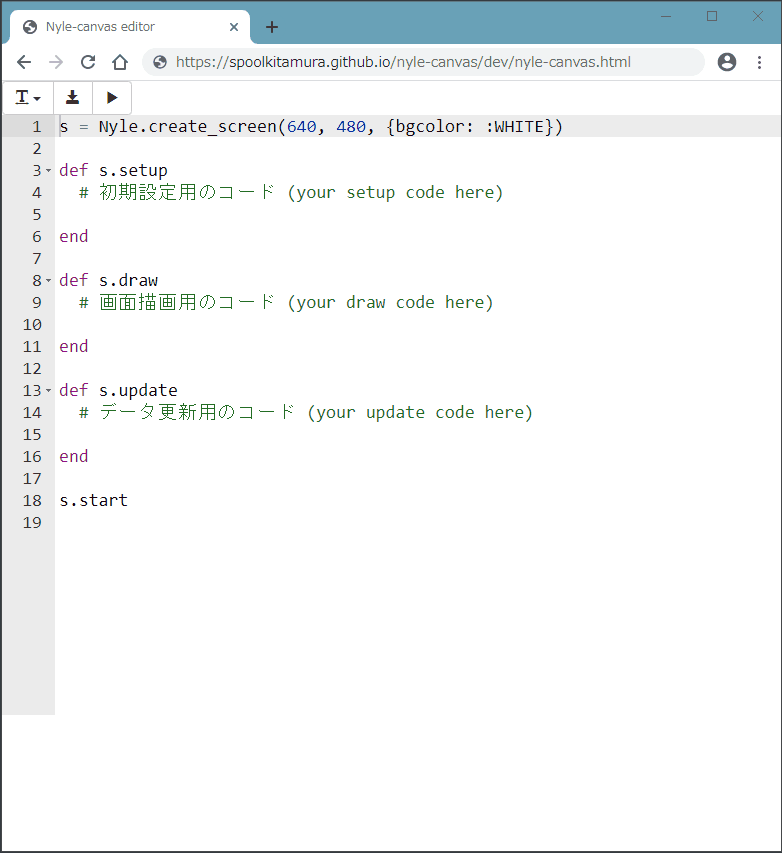 Nyle-canvas editor
https://spoolkitamura.github.io/nyle-canvas/dev/nyle-canvas.html
T
1 s = Nyle.create_screen(640, 480, {bgcolor: :WHITE})
2
3 def s.setup
4 # 初期設定用のコード (your setup code here)
5
6 end
7
8 def s.draw
9 # 画面描画用のコード (your draw code here)
10
11 end
12
13 def s.update
14 # データ更新用のコード (your update code here)
15
16 end
17
18 s.start
19